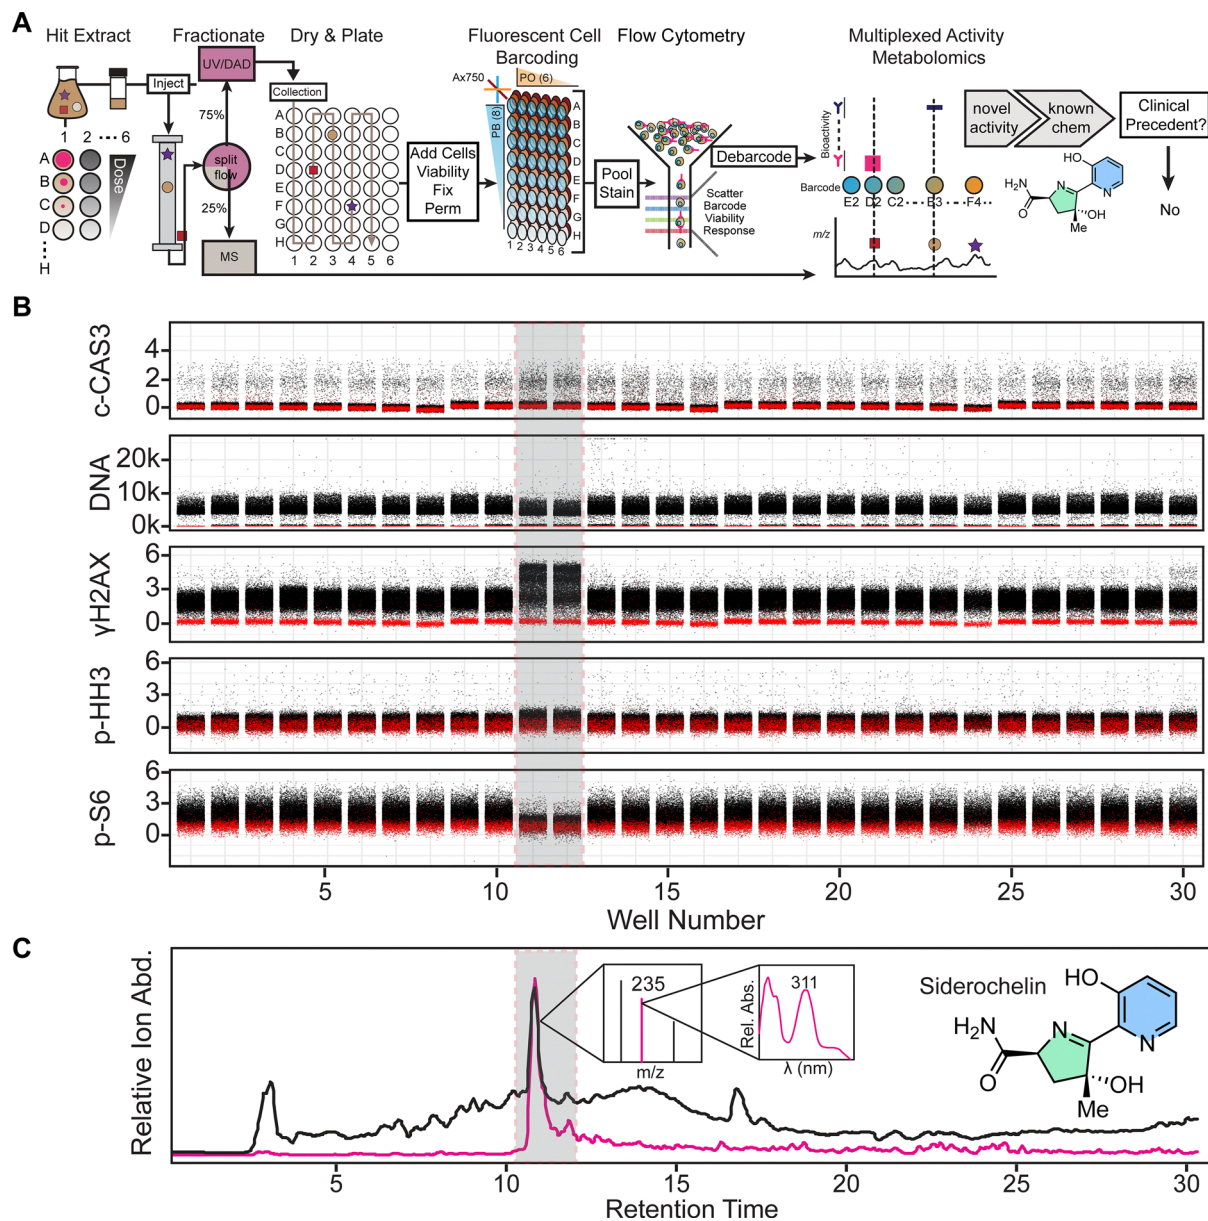 A
Hit Extract
Fractionate
Dry & Plate
Fluorescent Cell
Barcoding
Flow Cytometry
Multiplexed Activity
Metabolomics
UV/DAD
Inject
Collection
75%
split
flow
25%
MS
1 2 ··· 6
A
B
C
D
H
Dose
A
B
C
D
E
F
G
H
1 2 3 4 5 6
Add Cells
Viability
Fix
Perm
Ax750
PO (6)
PB (8)
A
B
C
D
E
F
G
H
1 2 3 4 5 6
Pool
Stain
Debarcode
Scatter
Barcode
Viability
Response
Bioactivity
Barcode
E2 D2 C2 B3 F4
m/z
novel
activity
known
chem
Clinical
Precedent?
No
HO
N
N
H₂N
O
OH
Me
B
c-CAS3
4
2
0
DNA
20k
10k
0k
γH2AX
6
3
0
p-HH3
6
3
0
p-S6
6
3
0
5 10 15 20 25 30
Well Number
C
Relative Ion Abd.
235
m/z
Rel. Abs.
311
λ (nm)
Siderochelin
HO
N
N
H₂N
O
OH
Me
5 10 15 20 25 30
Retention Time